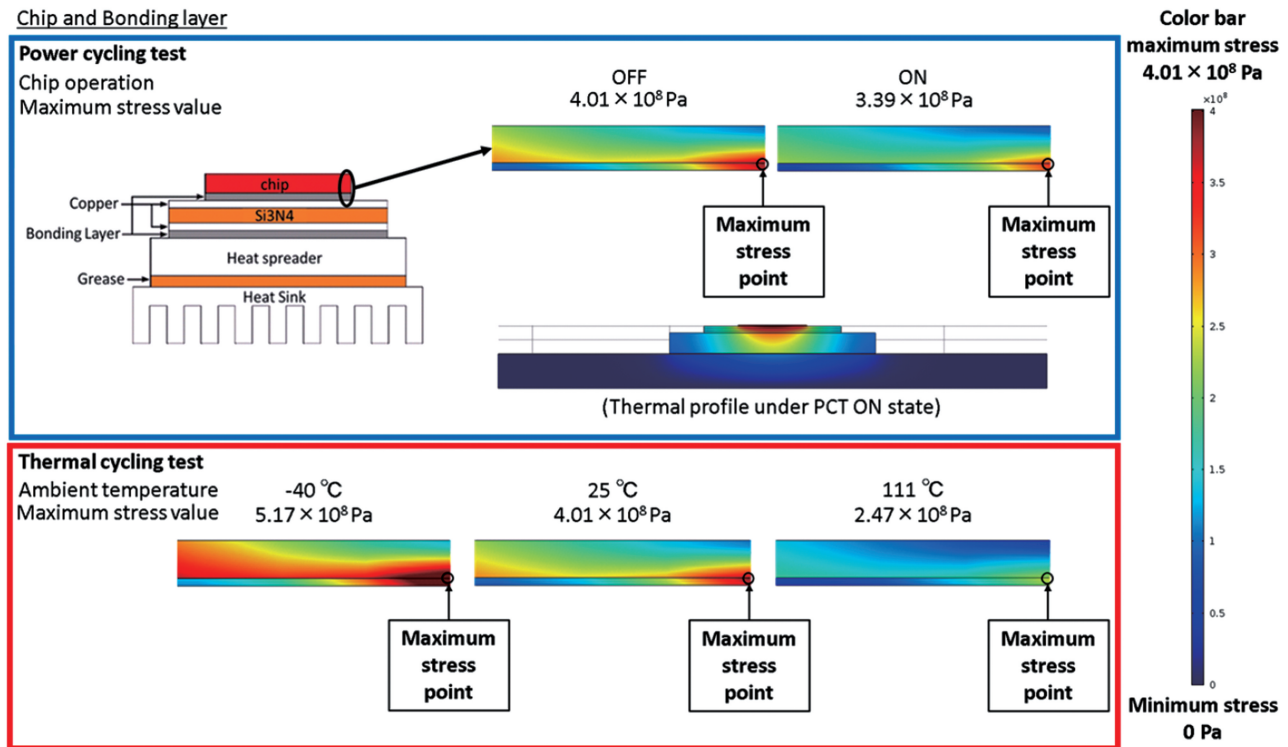 Chip and Bonding layer
Power cycling test
Chip operation
Maximum stress value
OFF
4.01 × 10⁸ Pa
ON
3.39 × 10⁸ Pa
chip
Copper
Si3N4
Bonding Layer
Heat spreader
Grease
Heat Sink
Maximum
stress
point
Maximum
stress
point
(Thermal profile under PCT ON state)
Thermal cycling test
Ambient temperature
Maximum stress value
-40 ℃
5.17 × 10⁸ Pa
25 ℃
4.01 × 10⁸ Pa
111 ℃
2.47 × 10⁸ Pa
Maximum
stress
point
Maximum
stress
point
Maximum
stress
point
Color bar
maximum stress
4.01 × 10⁸ Pa
×10⁸
4
3.5
3
2.5
2
1.5
1
0.5
0
Minimum stress
0 Pa